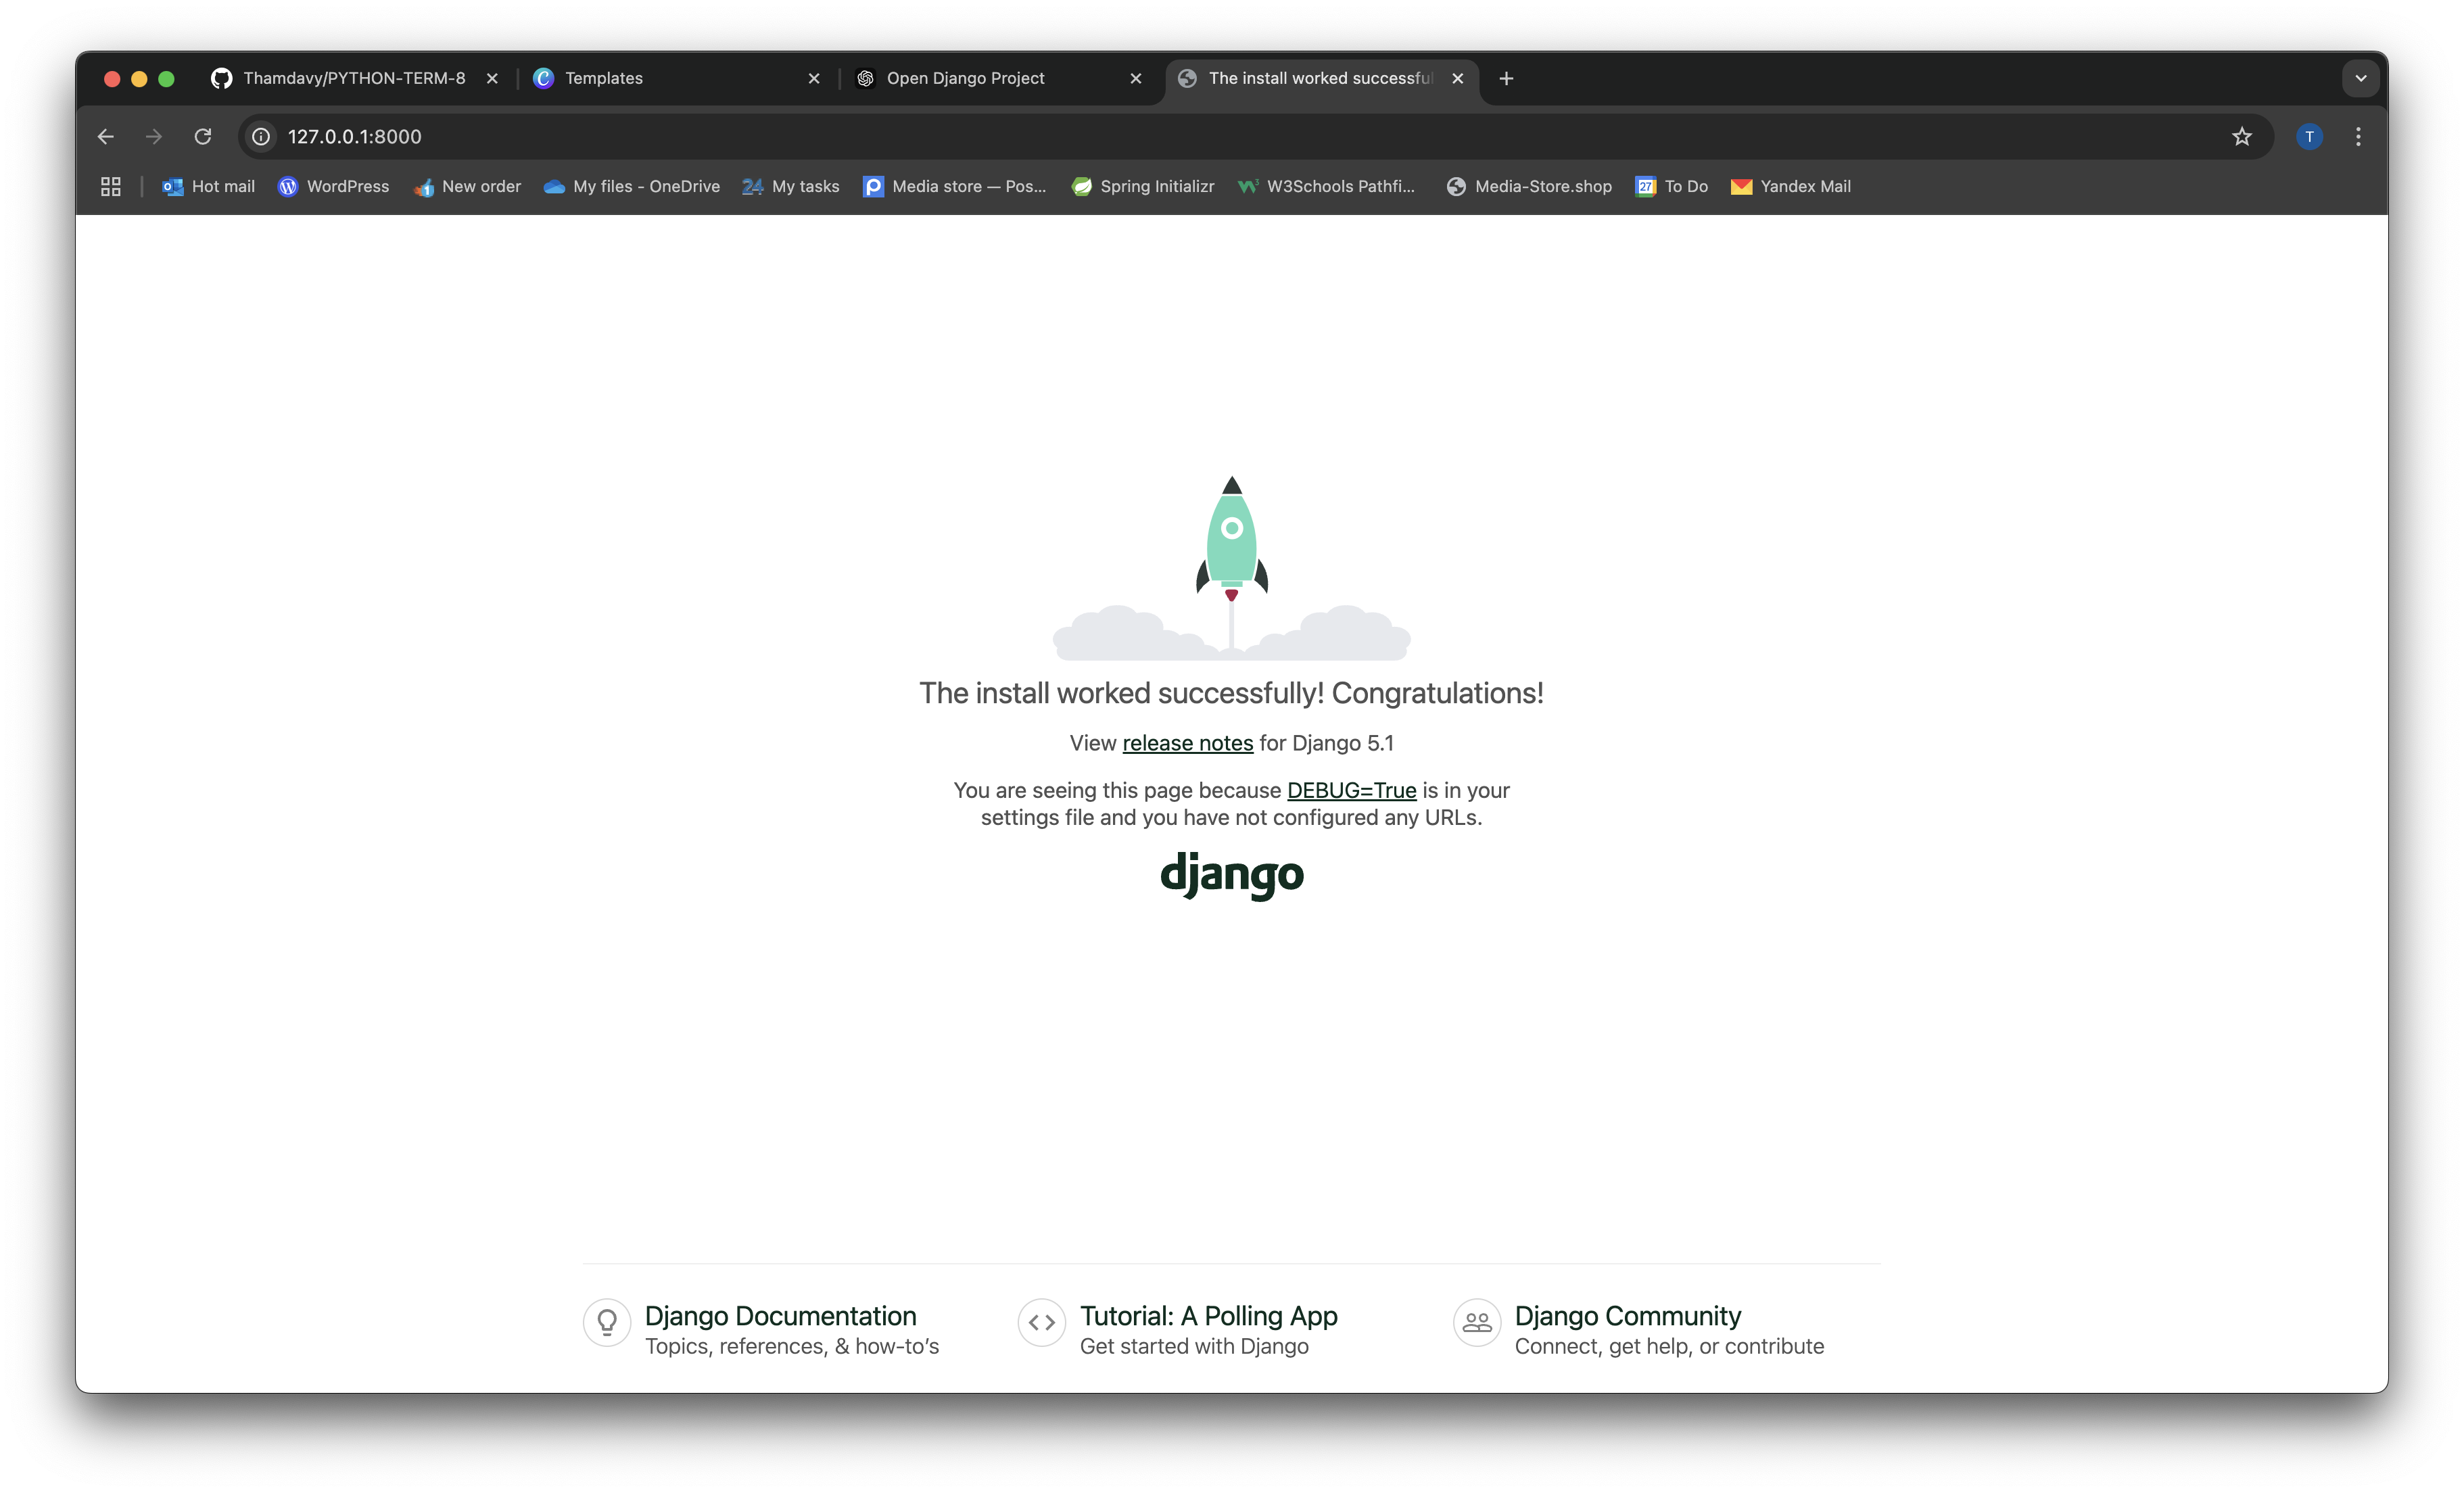 Thamdavy/PYTHON-TERM-8
Templates
Open Django Project
The install worked successful
127.0.0.1:8000
T
Hot mail
WordPress
New order
My files - OneDrive
24 My tasks
Media store — Pos...
Spring Initializr
W3Schools Pathfi...
Media-Store.shop
27 To Do
Yandex Mail
The install worked successfully! Congratulations!
View release notes for Django 5.1
You are seeing this page because DEBUG=True is in your
settings file and you have not configured any URLs.
django
Django Documentation
Topics, references, & how-to’s
Tutorial: A Polling App
Get started with Django
Django Community
Connect, get help, or contribute